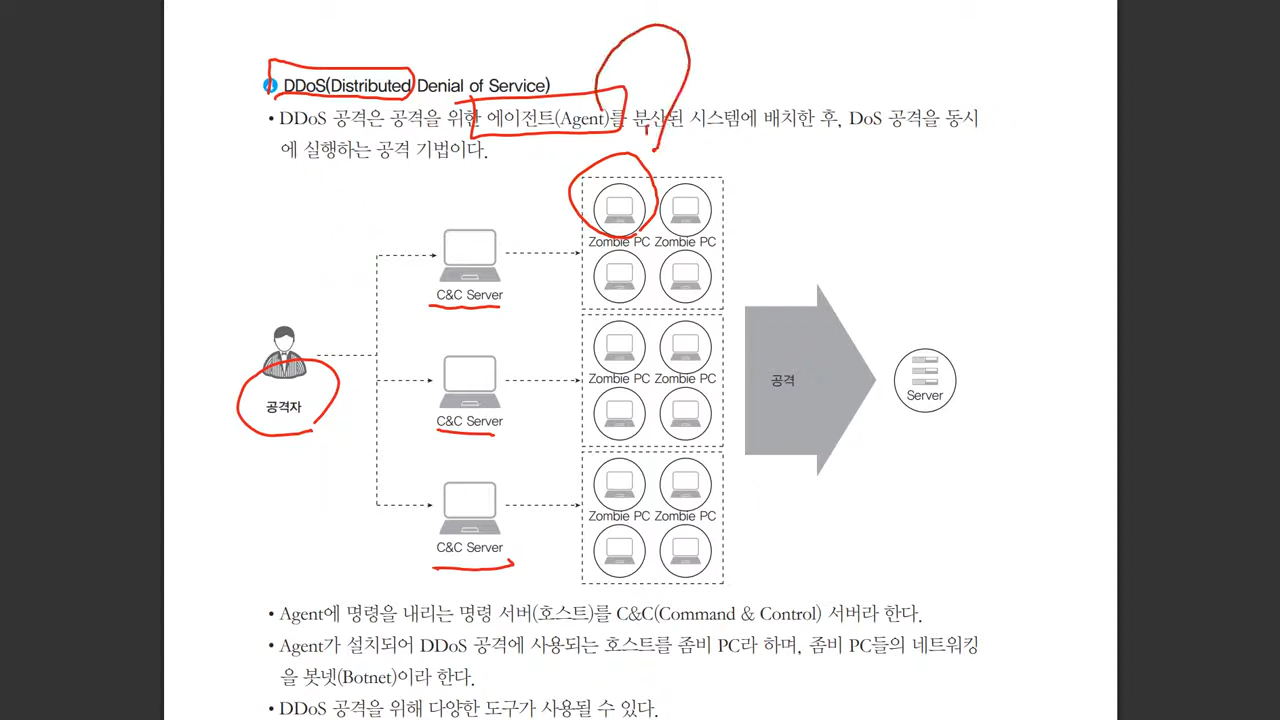 DDoS(Distributed Denial of Service)
• DDoS 공격은 공격을 위한 에이전트(Agent)를 분산된 시스템에 배치한 후, DoS 공격을 동시
에 실행하는 공격 기법이다.
Zombie PC Zombie PC
C&C Server
공격자
C&C Server
Zombie PC Zombie PC
공격
Server
C&C Server
Zombie PC Zombie PC
• Agent에 명령을 내리는 명령 서버(호스트)를 C&C(Command & Control) 서버라 한다.
• Agent가 설치되어 DDoS 공격에 사용되는 호스트를 좀비 PC라 하며, 좀비 PC들의 네트워킹
을 봇넷(Botnet)이라 한다.
• DDoS 공격을 위해 다양한 도구가 사용될 수 있다.